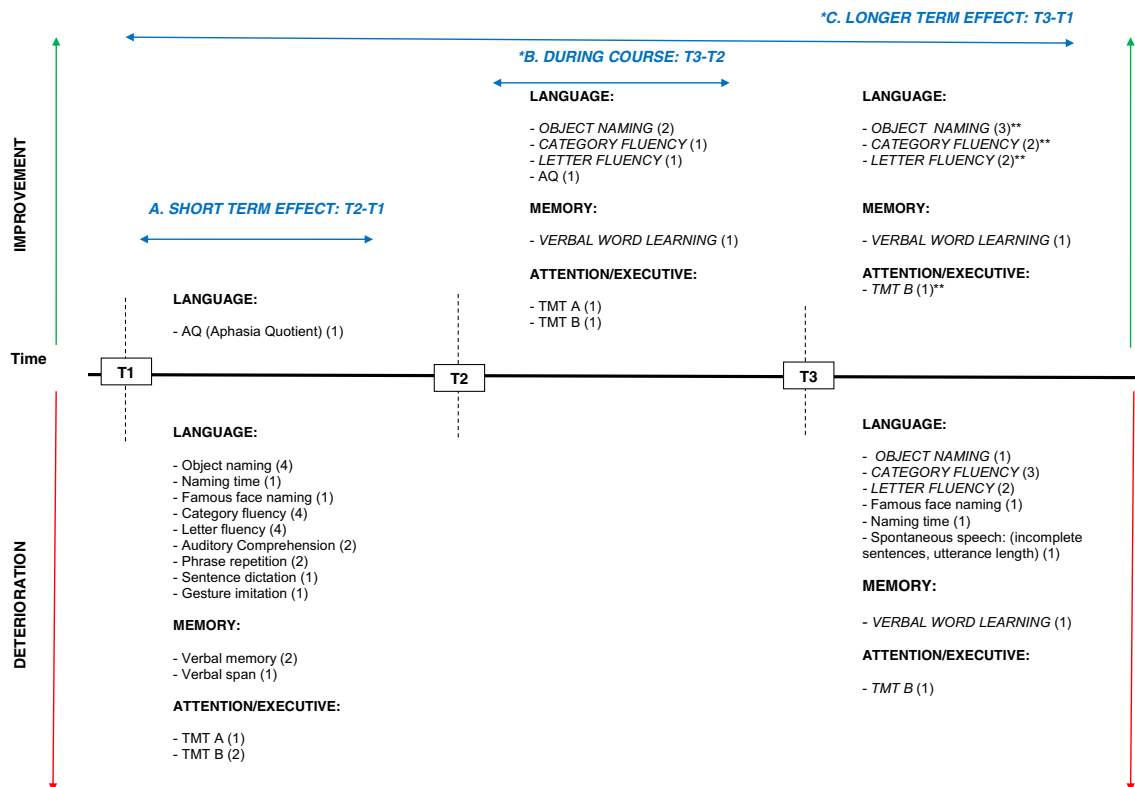 *C. LONGER TERM EFFECT: T3-T1
*B. DURING COURSE: T3-T2
LANGUAGE:
- OBJECT NAMING (2)
- CATEGORY FLUENCY (1)
- LETTER FLUENCY (1)
- AQ (1)
MEMORY:
- VERBAL WORD LEARNING (1)
ATTENTION/EXECUTIVE:
- TMT A (1)
- TMT B (1)
LANGUAGE:
- OBJECT NAMING (3)**
- CATEGORY FLUENCY (2)**
- LETTER FLUENCY (2)**
MEMORY:
- VERBAL WORD LEARNING (1)
ATTENTION/EXECUTIVE:
- TMT B (1)**
IMPROVEMENT
A. SHORT TERM EFFECT: T2-T1
LANGUAGE:
- AQ (Aphasia Quotient) (1)
Time
T1
T2
T3
DETERIORATION
LANGUAGE:
- Object naming (4)
- Naming time (1)
- Famous face naming (1)
- Category fluency (4)
- Letter fluency (4)
- Auditory Comprehension (2)
- Phrase repetition (2)
- Sentence dictation (1)
- Gesture imitation (1)
MEMORY:
- Verbal memory (2)
- Verbal span (1)
ATTENTION/EXECUTIVE:
- TMT A (1)
- TMT B (2)
LANGUAGE:
- OBJECT NAMING (1)
- CATEGORY FLUENCY (3)
- LETTER FLUENCY (2)
- Famous face naming (1)
- Naming time (1)
- Spontaneous speech: (incomplete
sentences, utterance length) (1)
MEMORY:
- VERBAL WORD LEARNING (1)
ATTENTION/EXECUTIVE:
- TMT B (1)